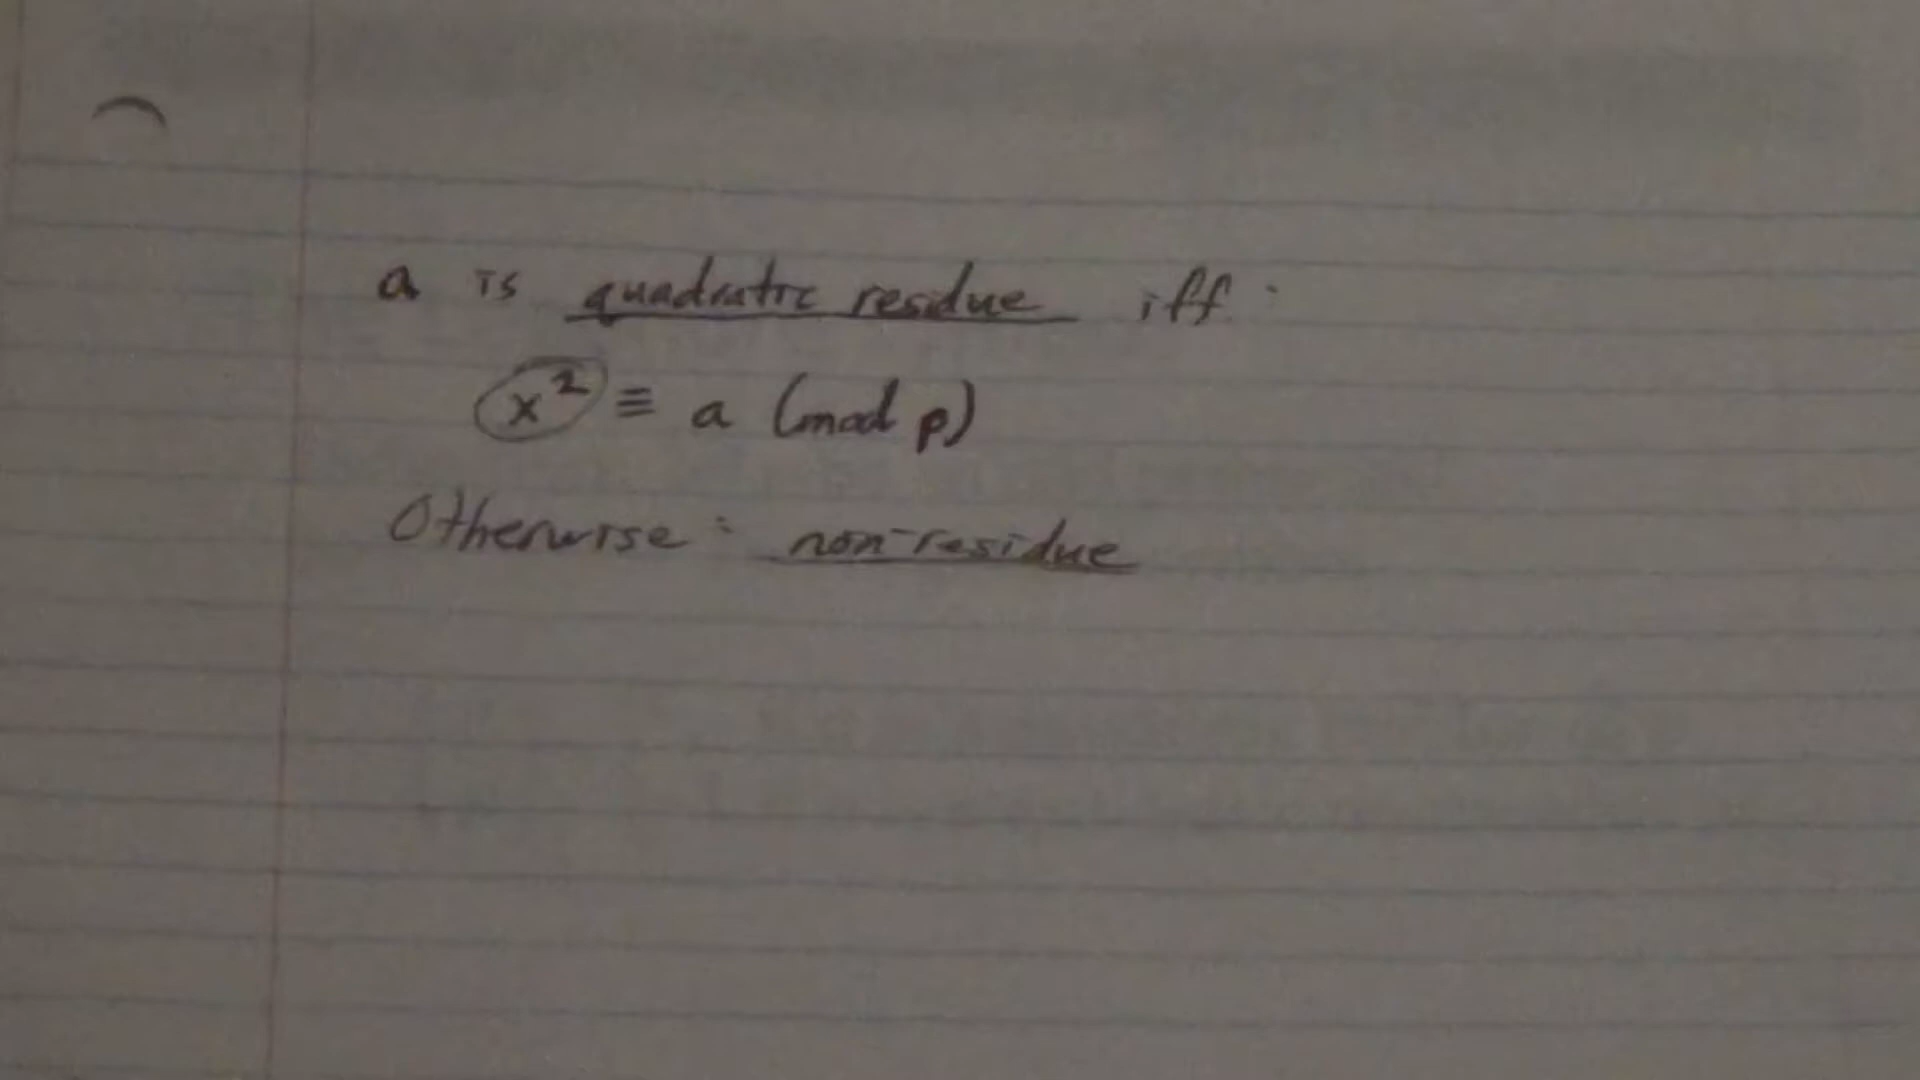 a is quadratic residue iff:
x² ≡ a (mod p)
Otherwise: non-residue